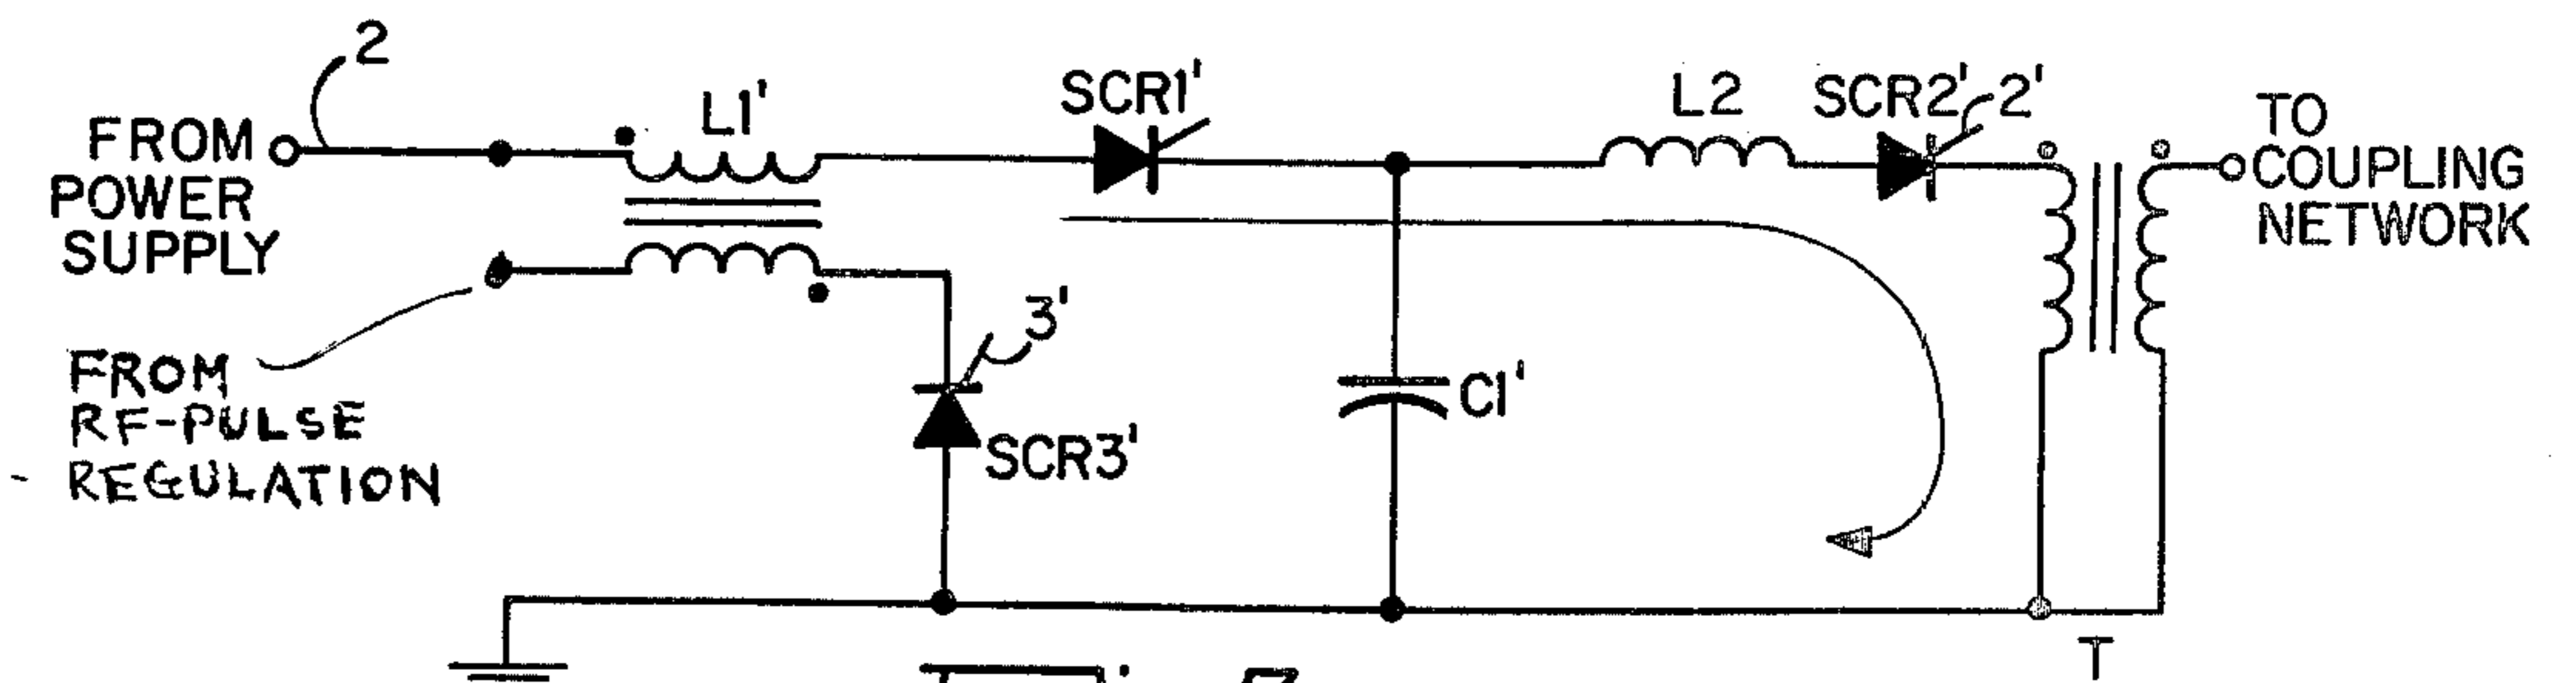 2
FROM
POWER
SUPPLY
L1'
SCR1'
L2
SCR2'
2'
TO
COUPLING
NETWORK
3'
SCR3'
C1'
FROM
RF-PULSE
REGULATION
T